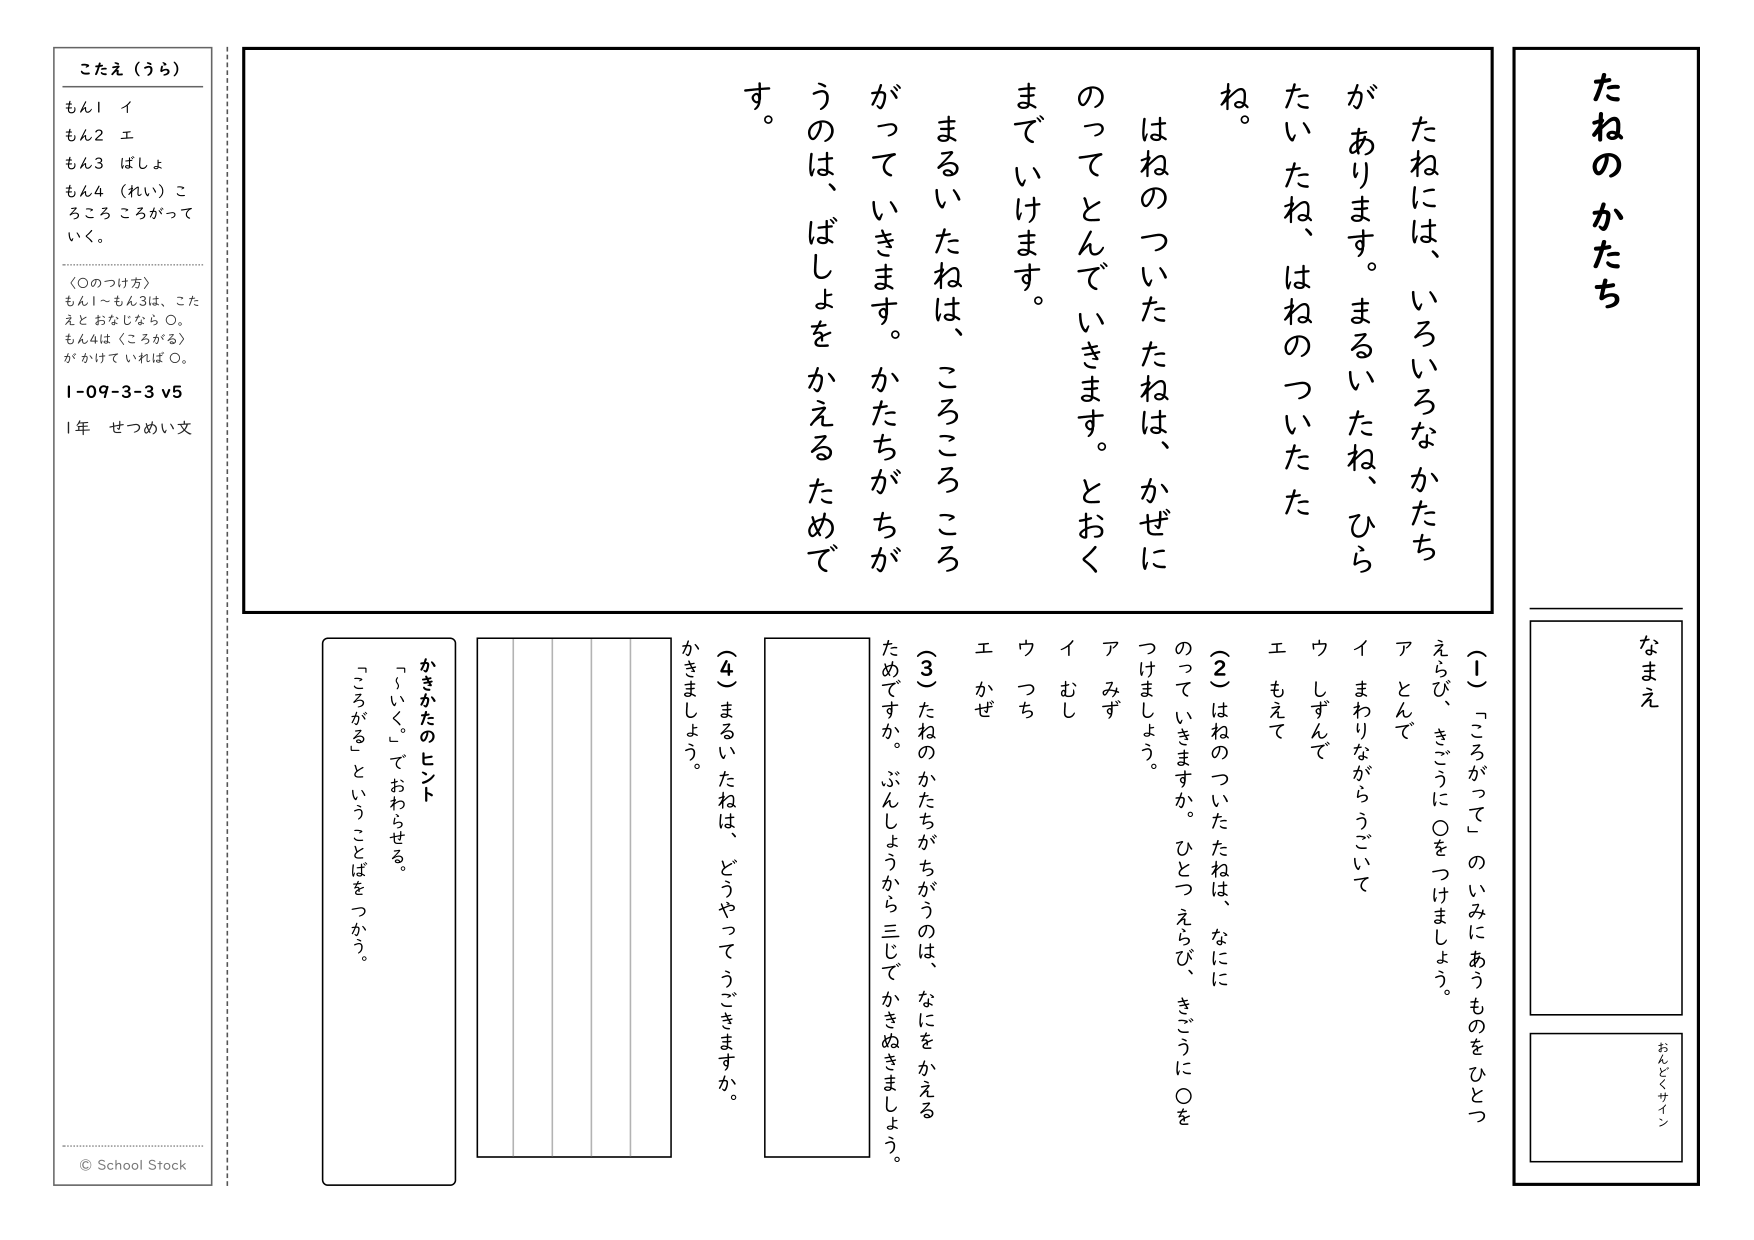 たねの かたち
なまえ
おんどくサイン
たねには、いろいろな かたち
が あります。まるい たね、ひら
たい たね、はねの ついた た
ね。
はねの ついた たねは、かぜに
のって とんで いきます。とおく
まで いけます。
まるい たねは、ころころ ころ
がって いきます。かたちが ちが
うのは、ばしょを かえる ためで
す。
(1)「ころがって」の いみに あう ものを ひとつ
えらび、きごうに ○を つけましょう。
ア とんで
イ まわりながら うごいて
ウ しずんで
エ もえて
(2)はねの ついた たねは、なにに
のって いきますか。ひとつ えらび、きごうに ○を
つけましょう。
ア みず
イ むし
ウ つち
エ かぜ
(3)たねの かたちが ちがうのは、なにを かえる
ためですか。ぶんしょうから 三じで かきぬきましょう。
(4)まるい たねは、どうやって うごきますか。
かきましょう。
かきかたの ヒント
「〜いく。」で おわらせる。
「ころがる」と いう ことばを つかう。
こたえ（うら）
もん1 イ
もん2 エ
もん3 ばしょ
もん4 （れい）こ
ろころ ころがって
いく。
〈○のつけ方〉
もん1〜もん3は、こた
えと おなじなら ○。
もん4は〈ころがる〉
が かけて いれば ○。
1-09-3-3 v5
1年 せつめい文
© School Stock